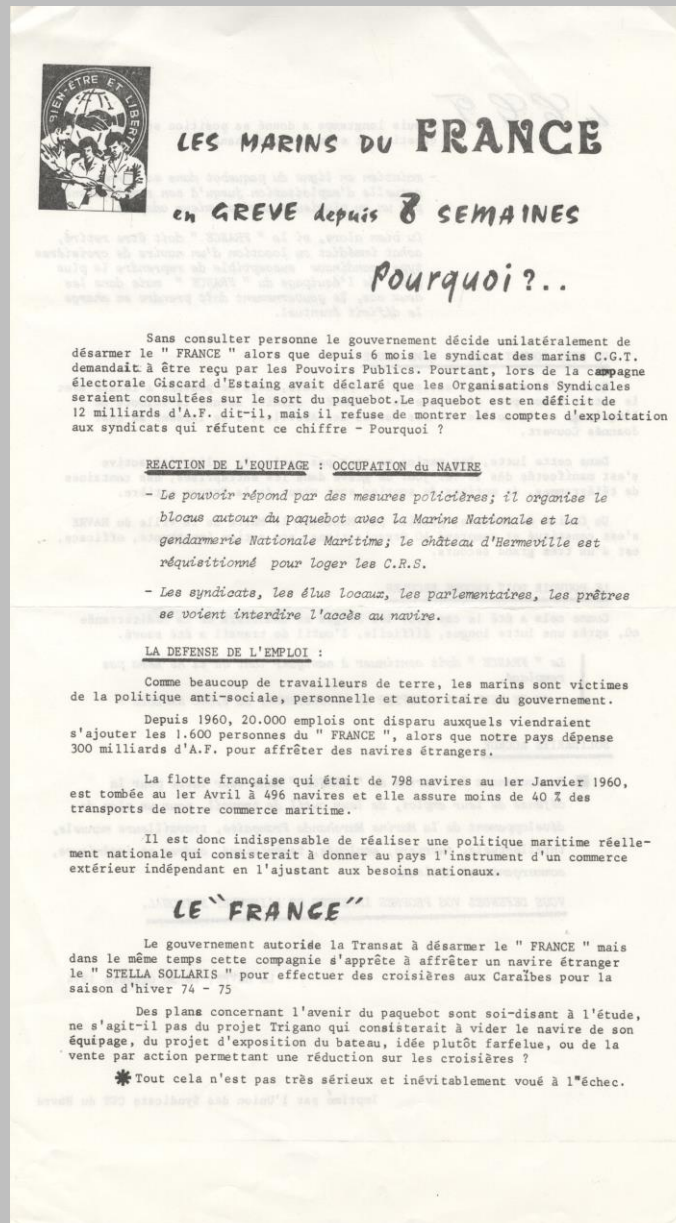 BIEN-ÊTRE ET LIBERTÉ
LES MARINS DU FRANCE
en GREVE depuis 8 SEMAINES
Pourquoi ?..
Sans consulter personne le gouvernement décide unilatéralement de
désarmer le " FRANCE " alors que depuis 6 mois le syndicat des marins C.G.T.
demandait à être reçu par les Pouvoirs Publics. Pourtant, lors de la campagne
électorale Giscard d'Estaing avait déclaré que les Organisations Syndicales
seraient consultées sur le sort du paquebot.Le paquebot est en déficit de
12 milliards d'A.F. dit-il, mais il refuse de montrer les comptes d'exploitation
aux syndicats qui réfutent ce chiffre - Pourquoi ?
REACTION DE L'EQUIPAGE : OCCUPATION du NAVIRE
- Le pouvoir répond par des mesures policières; il organise le
blocus autour du paquebot avec la Marine Nationale et la
gendarmerie Nationale Maritime; le château d'Hermeville est
réquisitionné pour loger les C.R.S.
- Les syndicats, les élus locaux, les parlementaires, les prêtres
se voient interdire l'accès au navire.
LA DEFENSE DE L'EMPLOI :
Comme beaucoup de travailleurs de terre, les marins sont victimes
de la politique anti-sociale, personnelle et autoritaire du gouvernement.
Depuis 1960, 20.000 emplois ont disparu auxquels viendraient
s'ajouter les 1.600 personnes du " FRANCE ", alors que notre pays dépense
300 milliards d'A.F. pour affrêter des navires étrangers.
La flotte française qui était de 798 navires au 1er Janvier 1960,
est tombée au 1er Avril à 496 navires et elle assure moins de 40 % des
transports de notre commerce maritime.
Il est donc indispensable de réaliser une politique maritime réelle-
ment nationale qui consisterait à donner au pays l'instrument d'un commerce
extérieur indépendant en l'ajustant aux besoins nationaux.
LE "FRANCE"
Le gouvernement autorise la Transat à désarmer le " FRANCE " mais
dans le même temps cette compagnie s'apprête à affrêter un navire étranger
le " STELLA SOLLARIS " pour effectuer des croisières aux Caraïbes pour la
saison d'hiver 74 - 75
Des plans concernant l'avenir du paquebot sont soi-disant à l'étude,
ne s'agit-il pas du projet Trigano qui consisterait à vider le navire de son
équipage, du projet d'exposition du bateau, idée plutôt farfelue, ou de la
vente par action permettant une réduction sur les croisières ?
✱ Tout cela n'est pas très sérieux et inévitablement voué à l"échec.